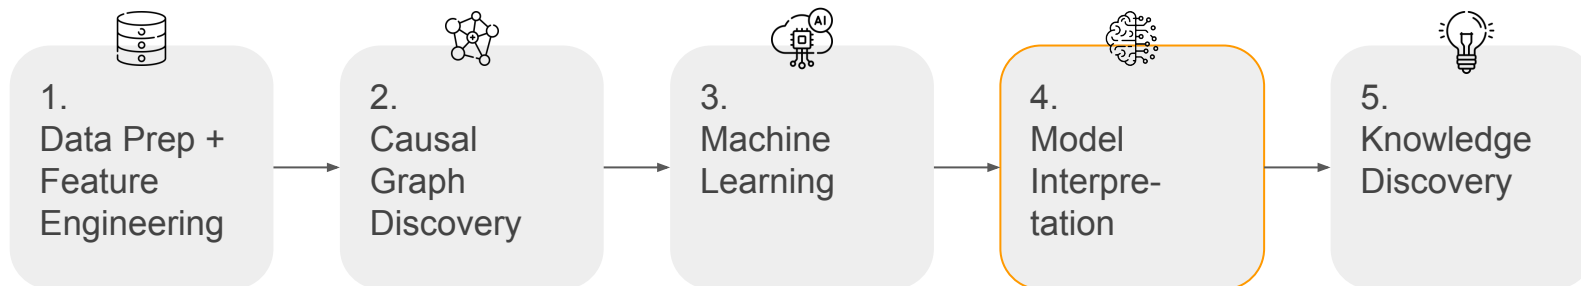 1.
Data Prep +
Feature
Engineering
2.
Causal
Graph
Discovery
AI
3.
Machine
Learning
4.
Model
Interpre-
tation
5.
Knowledge
Discovery